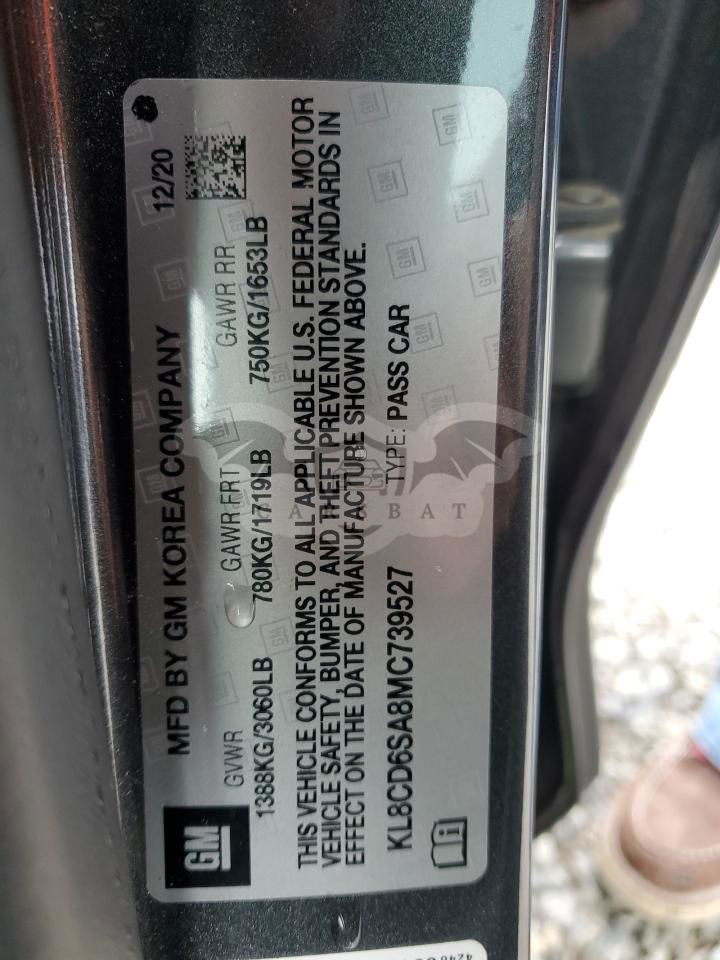 MFD BY GM KOREA COMPANY 12/20
GM
GVWR GAWR FRT GAWR RR
1388KG/3060LB 780KG/1719LB 750KG/1653LB
THIS VEHICLE CONFORMS TO ALL APPLICABLE U.S. FEDERAL MOTOR
VEHICLE SAFETY, BUMPER, AND THEFT PREVENTION STANDARDS IN
EFFECT ON THE DATE OF MANUFACTURE SHOWN ABOVE.
KL8CD6SA8MC739527 TYPE: PASS CAR
CARSBAT